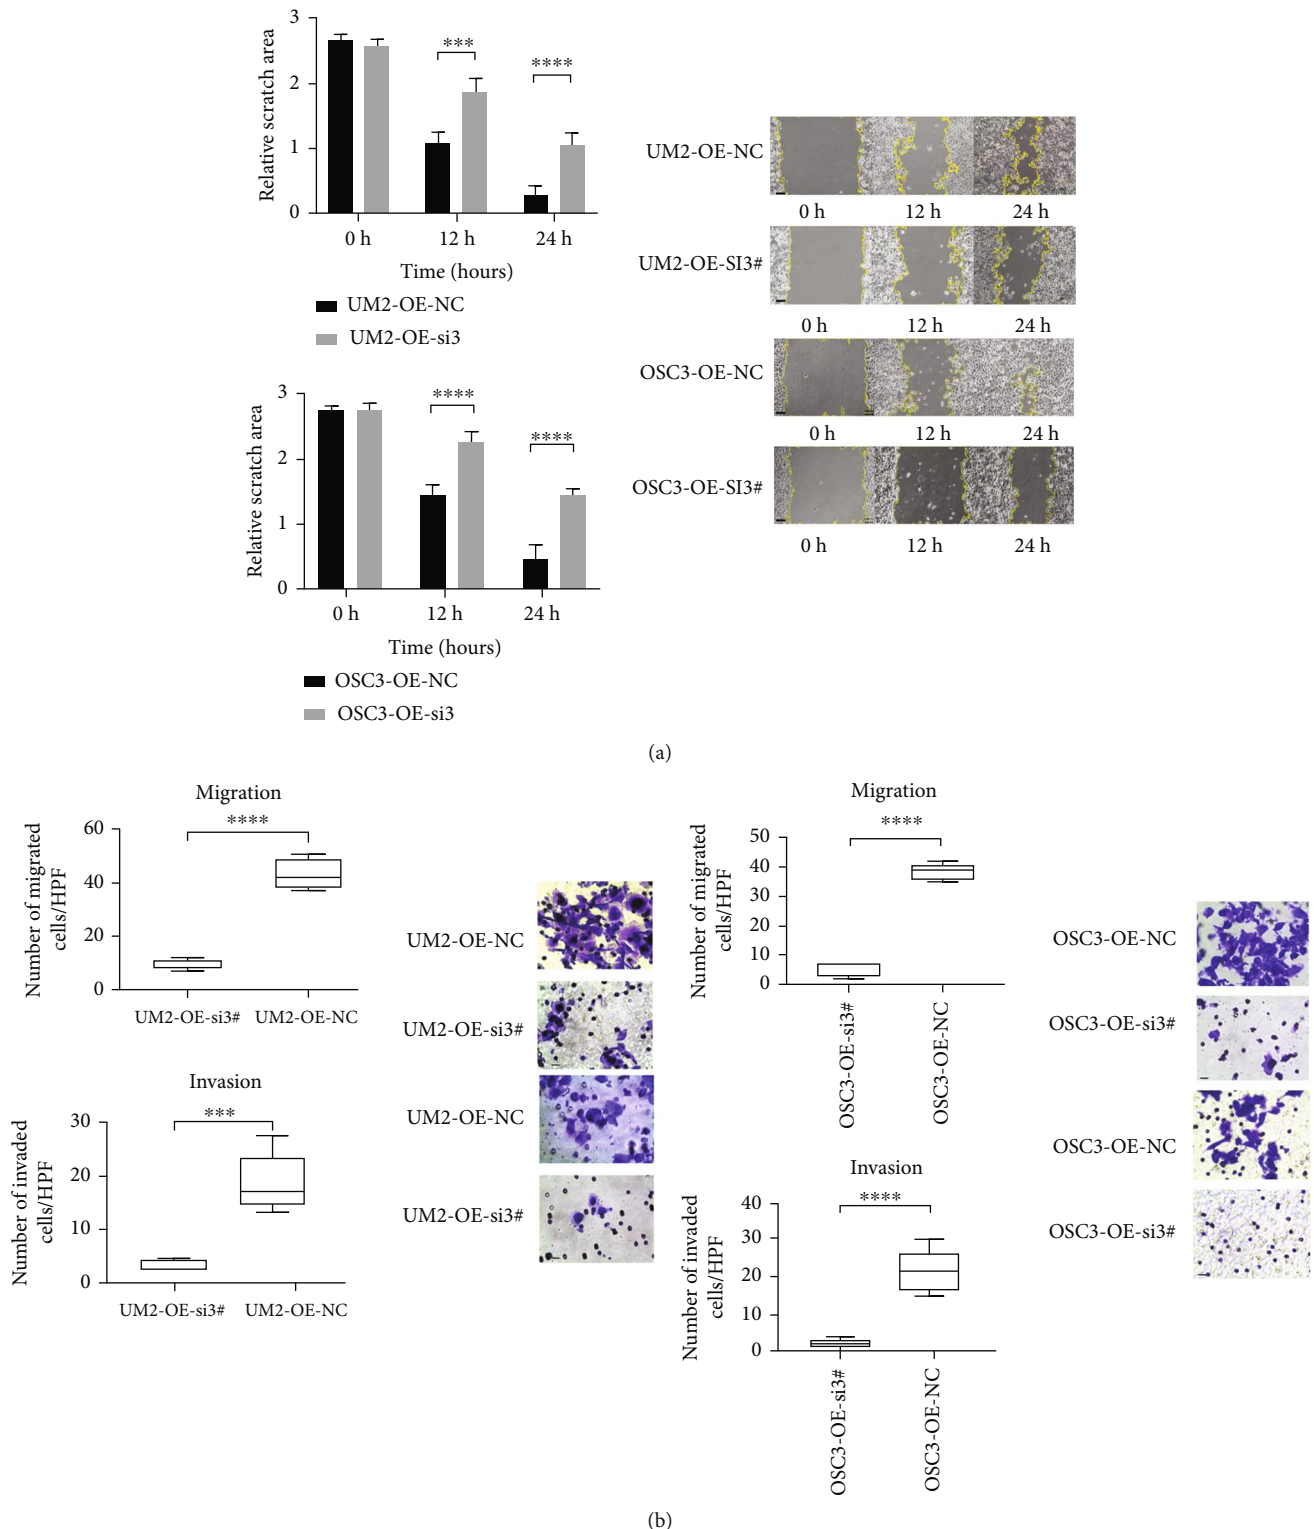 3
2
1
0
Relative scratch area
***
****
0 h
12 h
24 h
Time (hours)
UM2-OE-NC
UM2-OE-si3
3
2
1
0
Relative scratch area
****
****
0 h
12 h
24 h
Time (hours)
OSC3-OE-NC
OSC3-OE-si3
UM2-OE-NC
0 h
12 h
24 h
UM2-OE-SI3#
0 h
12 h
24 h
OSC3-OE-NC
0 h
12 h
24 h
OSC3-OE-SI3#
0 h
12 h
24 h
(a)
Migration
****
60
40
20
0
Number of migrated
cells/HPF
UM2-OE-si3#
UM2-OE-NC
Invasion
***
30
20
10
0
Number of invaded
cells/HPF
UM2-OE-si3#
UM2-OE-NC
UM2-OE-NC
UM2-OE-si3#
UM2-OE-NC
UM2-OE-si3#
Migration
****
50
40
30
20
10
0
Number of migrated
cells/HPF
OSC3-OE-si3#
OSC3-OE-NC
Invasion
****
40
30
20
10
0
Number of invaded
cells/HPF
OSC3-OE-si3#
OSC3-OE-NC
OSC3-OE-NC
OSC3-OE-si3#
OSC3-OE-NC
OSC3-OE-si3#
(b)